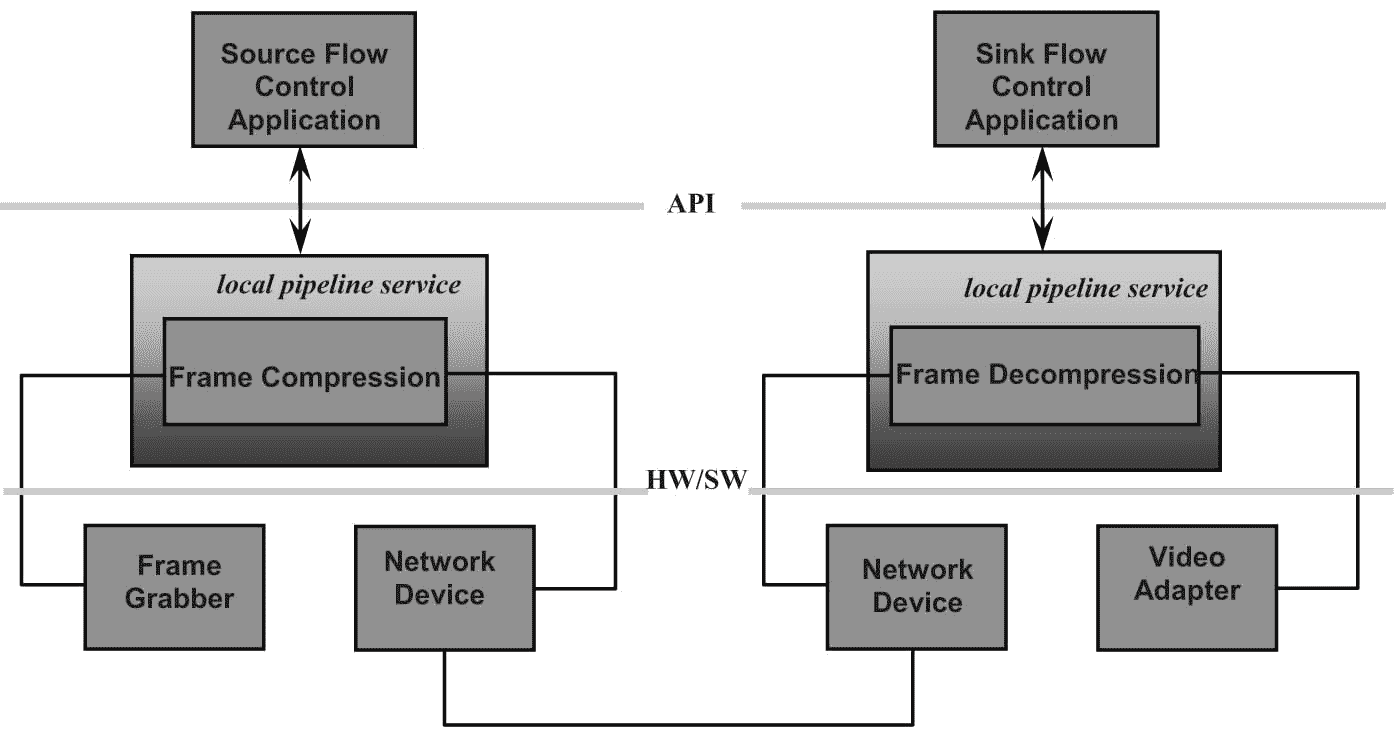 Source Flow
Control
Application
Sink Flow
Control
Application
API
local pipeline service
Frame Compression
local pipeline service
Frame Decompression
HW/SW
Frame
Grabber
Network
Device
Network
Device
Video
Adapter